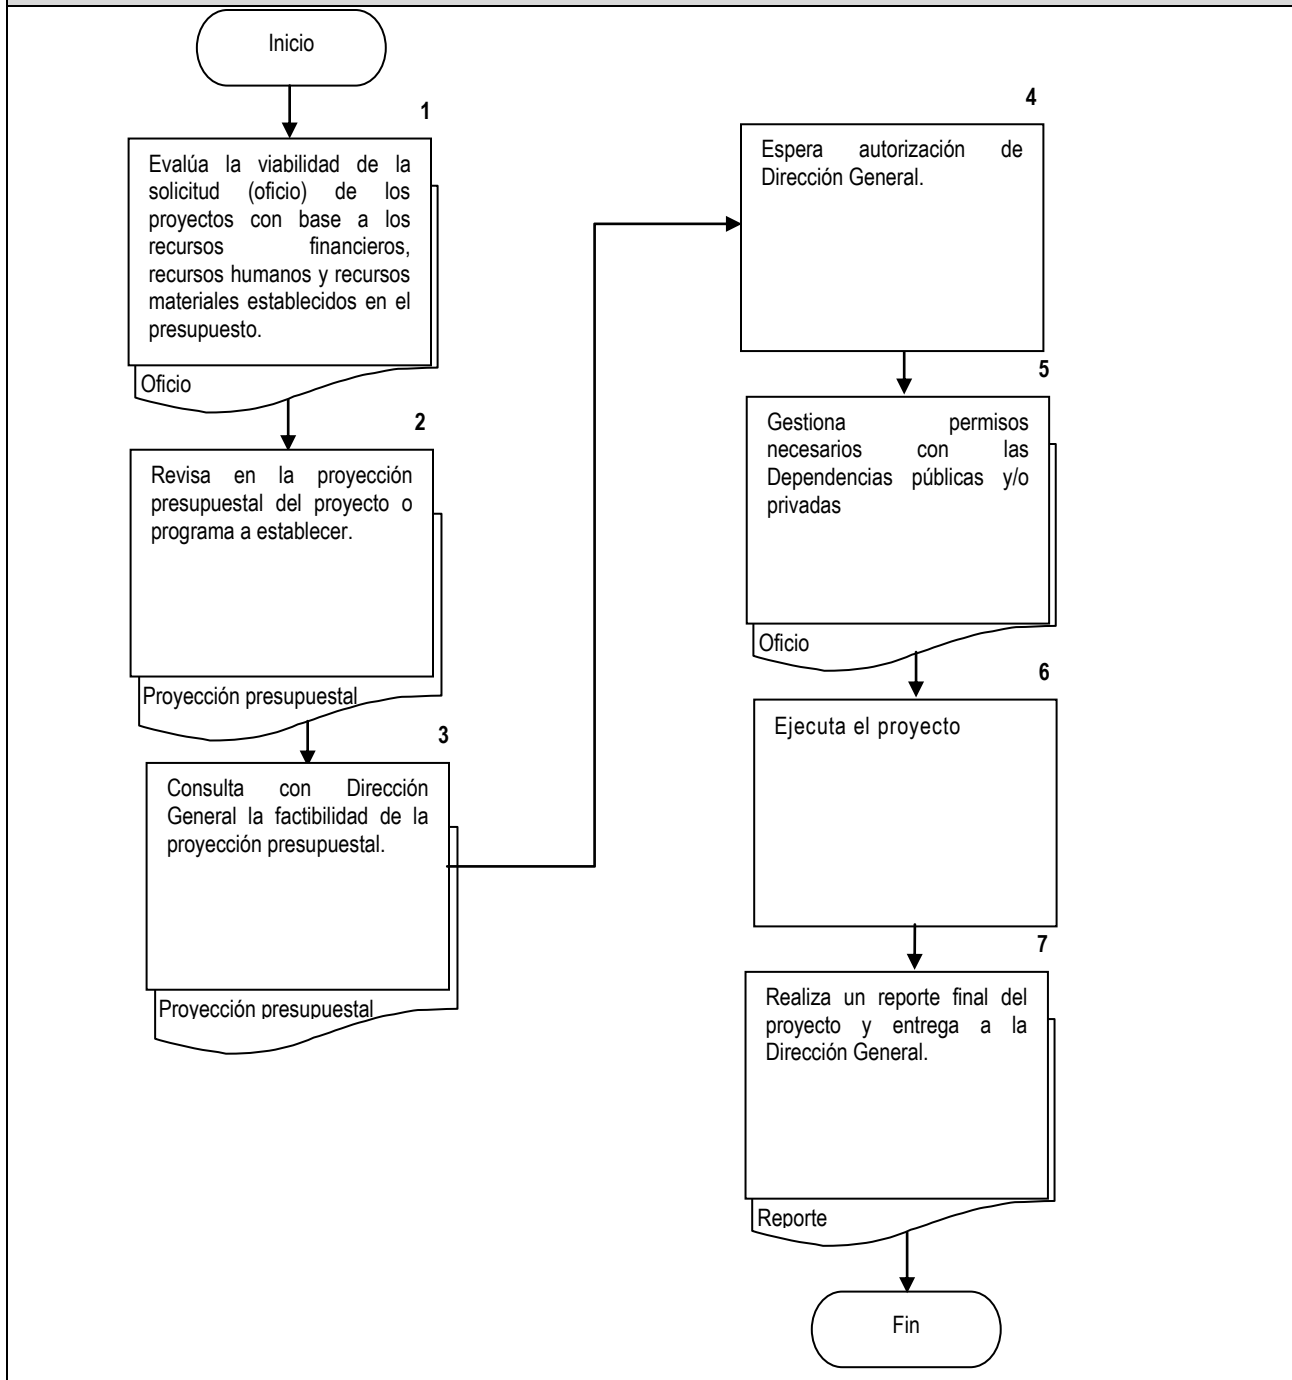 Inicio
1
Evalúa la viabilidad de la
solicitud (oficio) de los
proyectos con base a los
recursos financieros,
recursos humanos y recursos
materiales establecidos en el
presupuesto.
Oficio
2
Revisa en la proyección
presupuestal del proyecto o
programa a establecer.
Proyección presupuestal
3
Consulta con Dirección
General la factibilidad de la
proyección presupuestal.
Proyección presupuestal
4
Espera autorización de
Dirección General.
5
Gestiona permisos
necesarios con las
Dependencias públicas y/o
privadas
Oficio
6
Ejecuta el proyecto
7
Realiza un reporte final del
proyecto y entrega a la
Dirección General.
Reporte
Fin